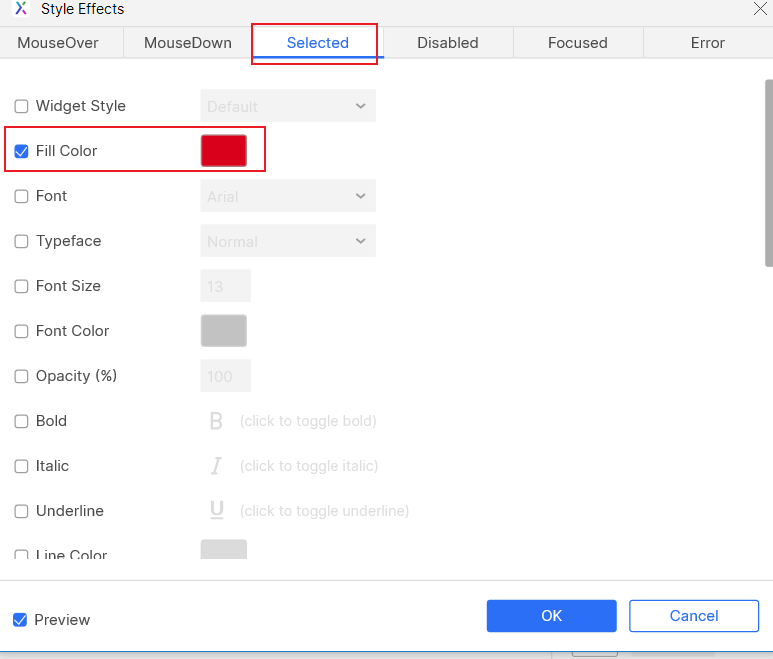 Style Effects
MouseOver MouseDown Selected Disabled Focused Error
Widget Style Default
Fill Color
Font Arial
Typeface Normal
Font Size 13
Font Color
Opacity (%) 100
Bold B (click to toggle bold)
Italic I (click to toggle italic)
Underline U (click to toggle underline)
Line Color
Preview OK Cancel